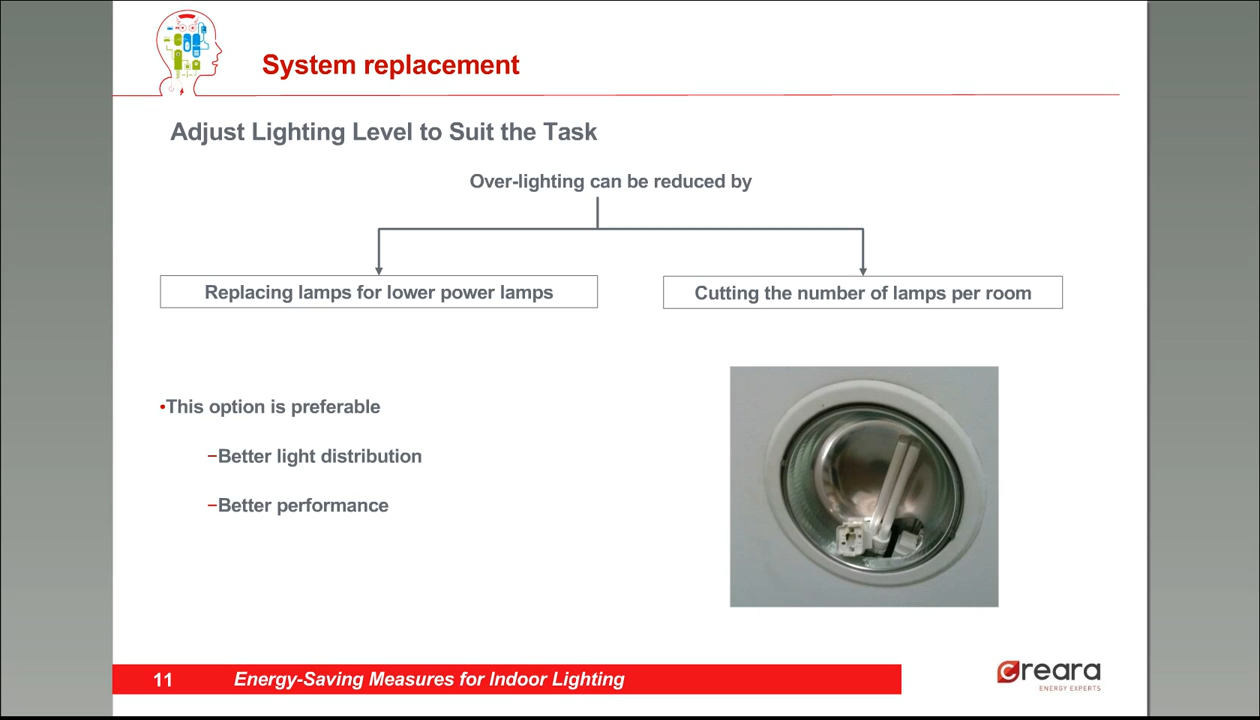 System replacement
Adjust Lighting Level to Suit the Task
Over-lighting can be reduced by
Replacing lamps for lower power lamps
Cutting the number of lamps per room
•This option is preferable
–Better light distribution
–Better performance
11
Energy-Saving Measures for Indoor Lighting
creara
ENERGY EXPERTS